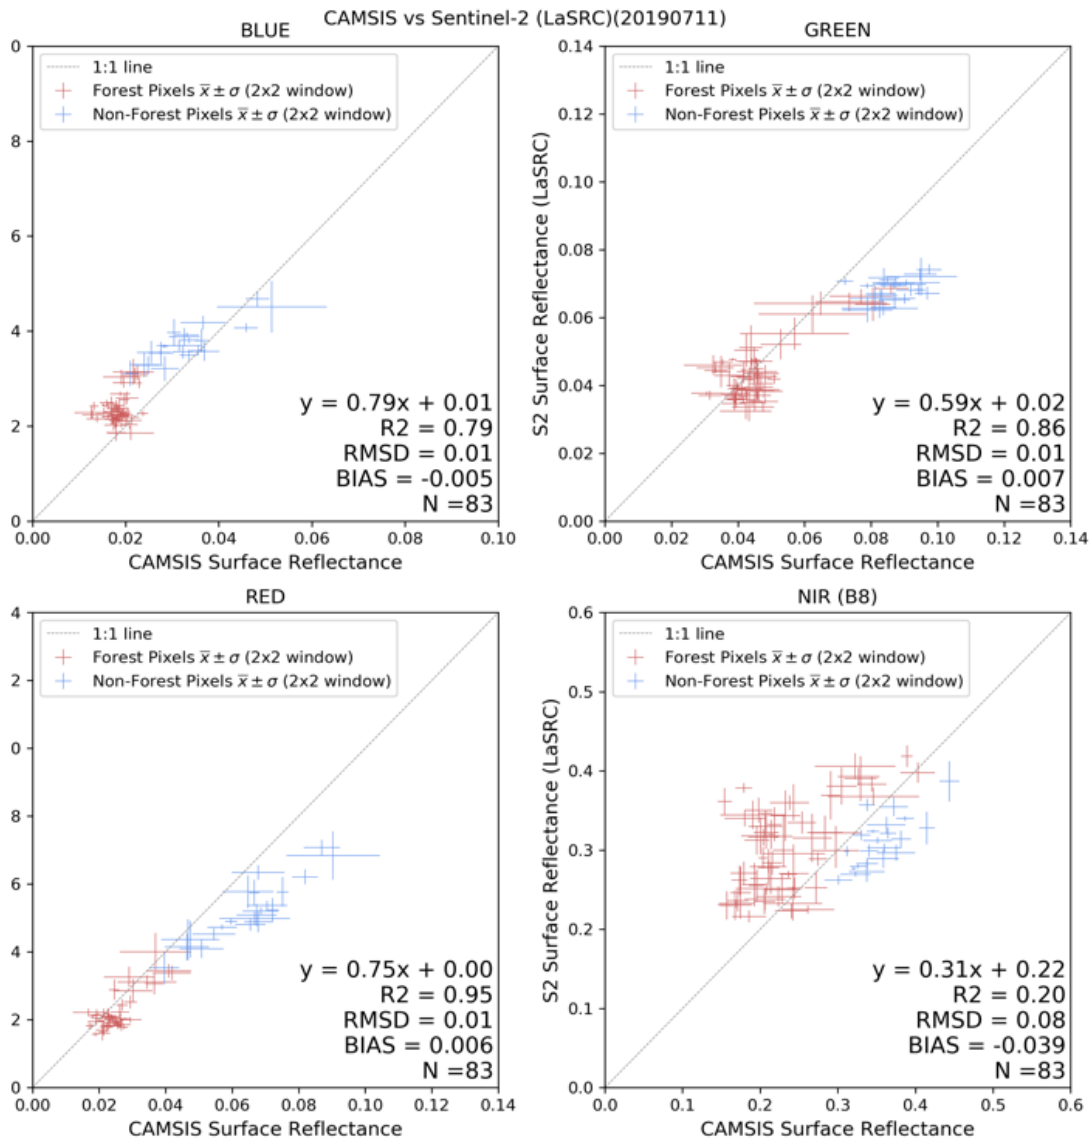 CAMSIS vs Sentinel-2 (LaSRC)(20190711)
BLUE
1:1 line
Forest Pixels x̅ ± σ (2x2 window)
Non-Forest Pixels x̅ ± σ (2x2 window)
0
8
6
4
2
0
y = 0.79x + 0.01
R2 = 0.79
RMSD = 0.01
BIAS = -0.005
N =83
0.00 0.02 0.04 0.06 0.08 0.10
CAMSIS Surface Reflectance
GREEN
1:1 line
Forest Pixels x̅ ± σ (2x2 window)
Non-Forest Pixels x̅ ± σ (2x2 window)
S2 Surface Reflectance (LaSRC)
0.14
0.12
0.10
0.08
0.06
0.04
0.02
0.00
y = 0.59x + 0.02
R2 = 0.86
RMSD = 0.01
BIAS = 0.007
N =83
0.00 0.02 0.04 0.06 0.08 0.10 0.12 0.14
CAMSIS Surface Reflectance
RED
1:1 line
Forest Pixels x̅ ± σ (2x2 window)
Non-Forest Pixels x̅ ± σ (2x2 window)
4
2
0
8
6
4
2
0
y = 0.75x + 0.00
R2 = 0.95
RMSD = 0.01
BIAS = 0.006
N =83
0.00 0.02 0.04 0.06 0.08 0.10 0.12 0.14
CAMSIS Surface Reflectance
NIR (B8)
1:1 line
Forest Pixels x̅ ± σ (2x2 window)
Non-Forest Pixels x̅ ± σ (2x2 window)
S2 Surface Reflectance (LaSRC)
0.6
0.5
0.4
0.3
0.2
0.1
0.0
y = 0.31x + 0.22
R2 = 0.20
RMSD = 0.08
BIAS = -0.039
N =83
0.0 0.1 0.2 0.3 0.4 0.5 0.6
CAMSIS Surface Reflectance